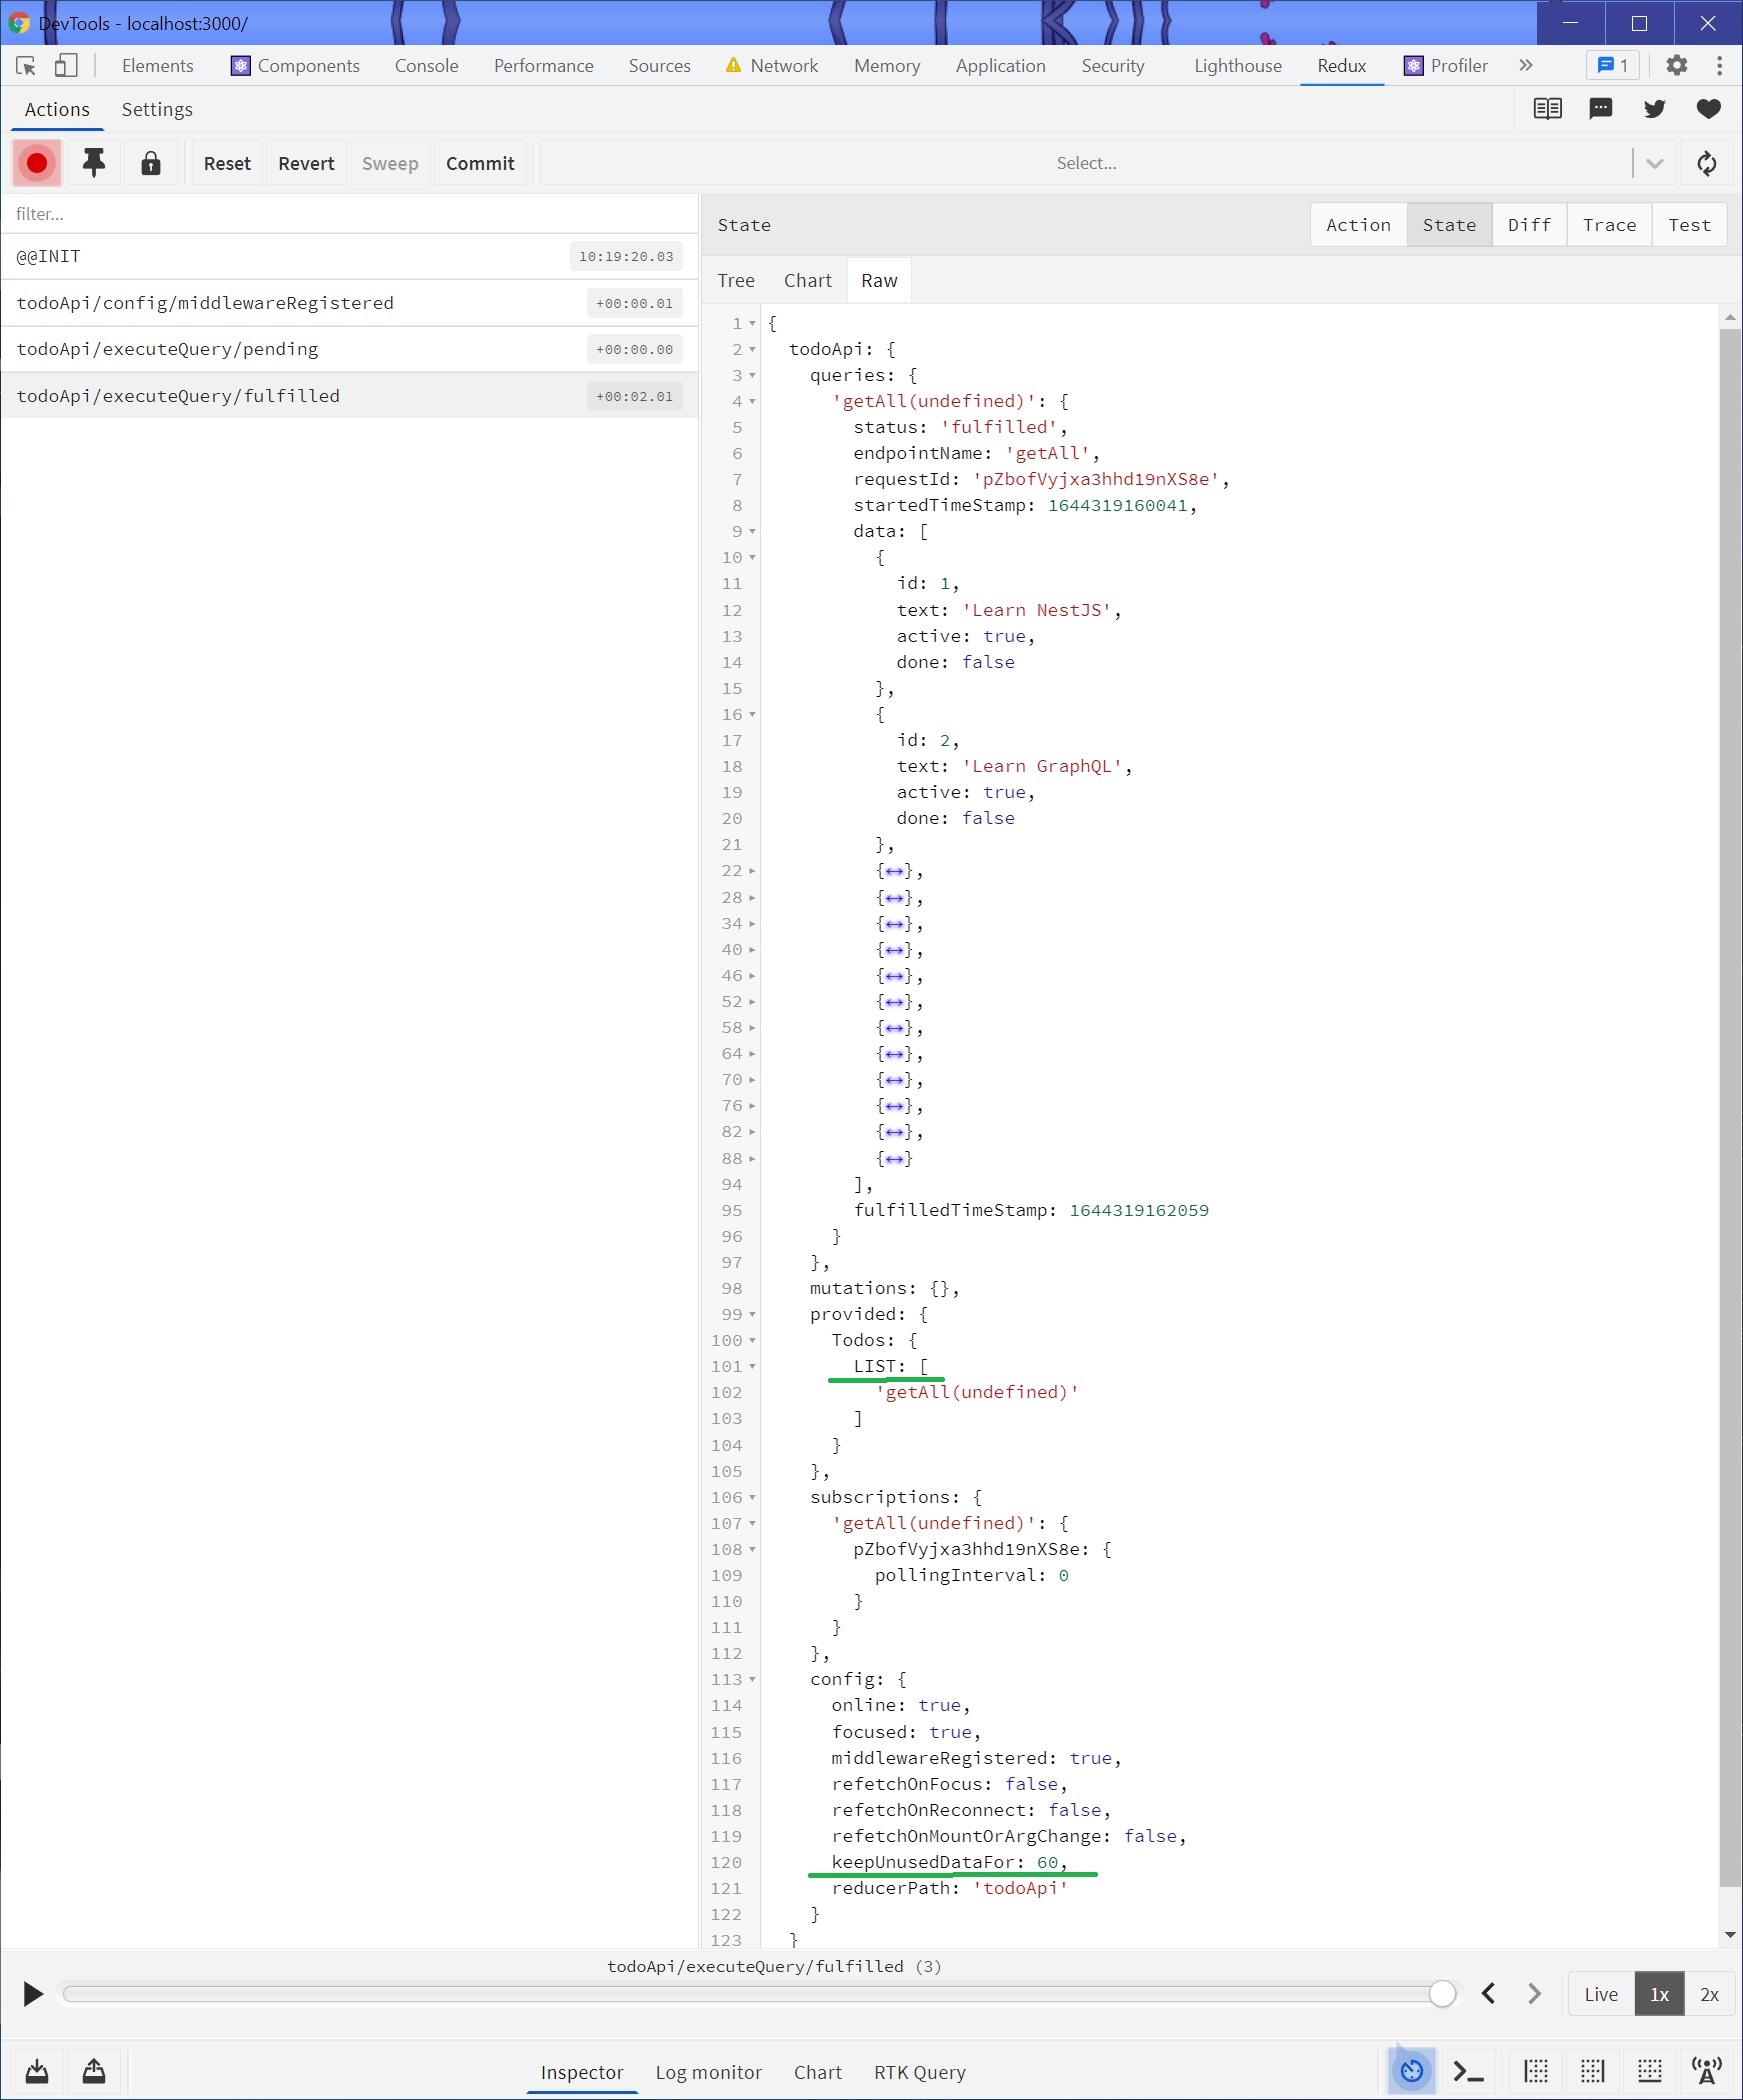 DevTools - localhost:3000/
Elements Components Console Performance Sources Network Memory Application Security Lighthouse Redux Profiler 1
Actions Settings
Reset Revert Sweep Commit Select...
filter...
@@INIT 10:19:20.03
todoApi/config/middlewareRegistered +00:00.01
todoApi/executeQuery/pending +00:00.00
todoApi/executeQuery/fulfilled +00:02.01
State Action State Diff Trace Test
Tree Chart Raw
1 {
2 todoApi: {
3 queries: {
4 'getAll(undefined)': {
5 status: 'fulfilled',
6 endpointName: 'getAll',
7 requestId: 'pZbofVyjxa3hhd19nXS8e',
8 startedTimeStamp: 1644319160041,
9 data: [
10 {
11 id: 1,
12 text: 'Learn NestJS',
13 active: true,
14 done: false
15 },
16 {
17 id: 2,
18 text: 'Learn GraphQL',
19 active: true,
20 done: false
21 },
22 {↔},
28 {↔},
34 {↔},
40 {↔},
46 {↔},
52 {↔},
58 {↔},
64 {↔},
70 {↔},
76 {↔},
82 {↔},
88 {↔}
94 ],
95 fulfilledTimeStamp: 1644319162059
96 }
97 },
98 mutations: {},
99 provided: {
100 Todos: {
101 LIST: [
102 'getAll(undefined)'
103 ]
104 }
105 },
106 subscriptions: {
107 'getAll(undefined)': {
108 pZbofVyjxa3hhd19nXS8e: {
109 pollingInterval: 0
110 }
111 }
112 },
113 config: {
114 online: true,
115 focused: true,
116 middlewareRegistered: true,
117 refetchOnFocus: false,
118 refetchOnReconnect: false,
119 refetchOnMountOrArgChange: false,
120 keepUnusedDataFor: 60,
121 reducerPath: 'todoApi'
122 }
123 }
todoApi/executeQuery/fulfilled (3)
Live 1x 2x
Inspector Log monitor Chart RTK Query